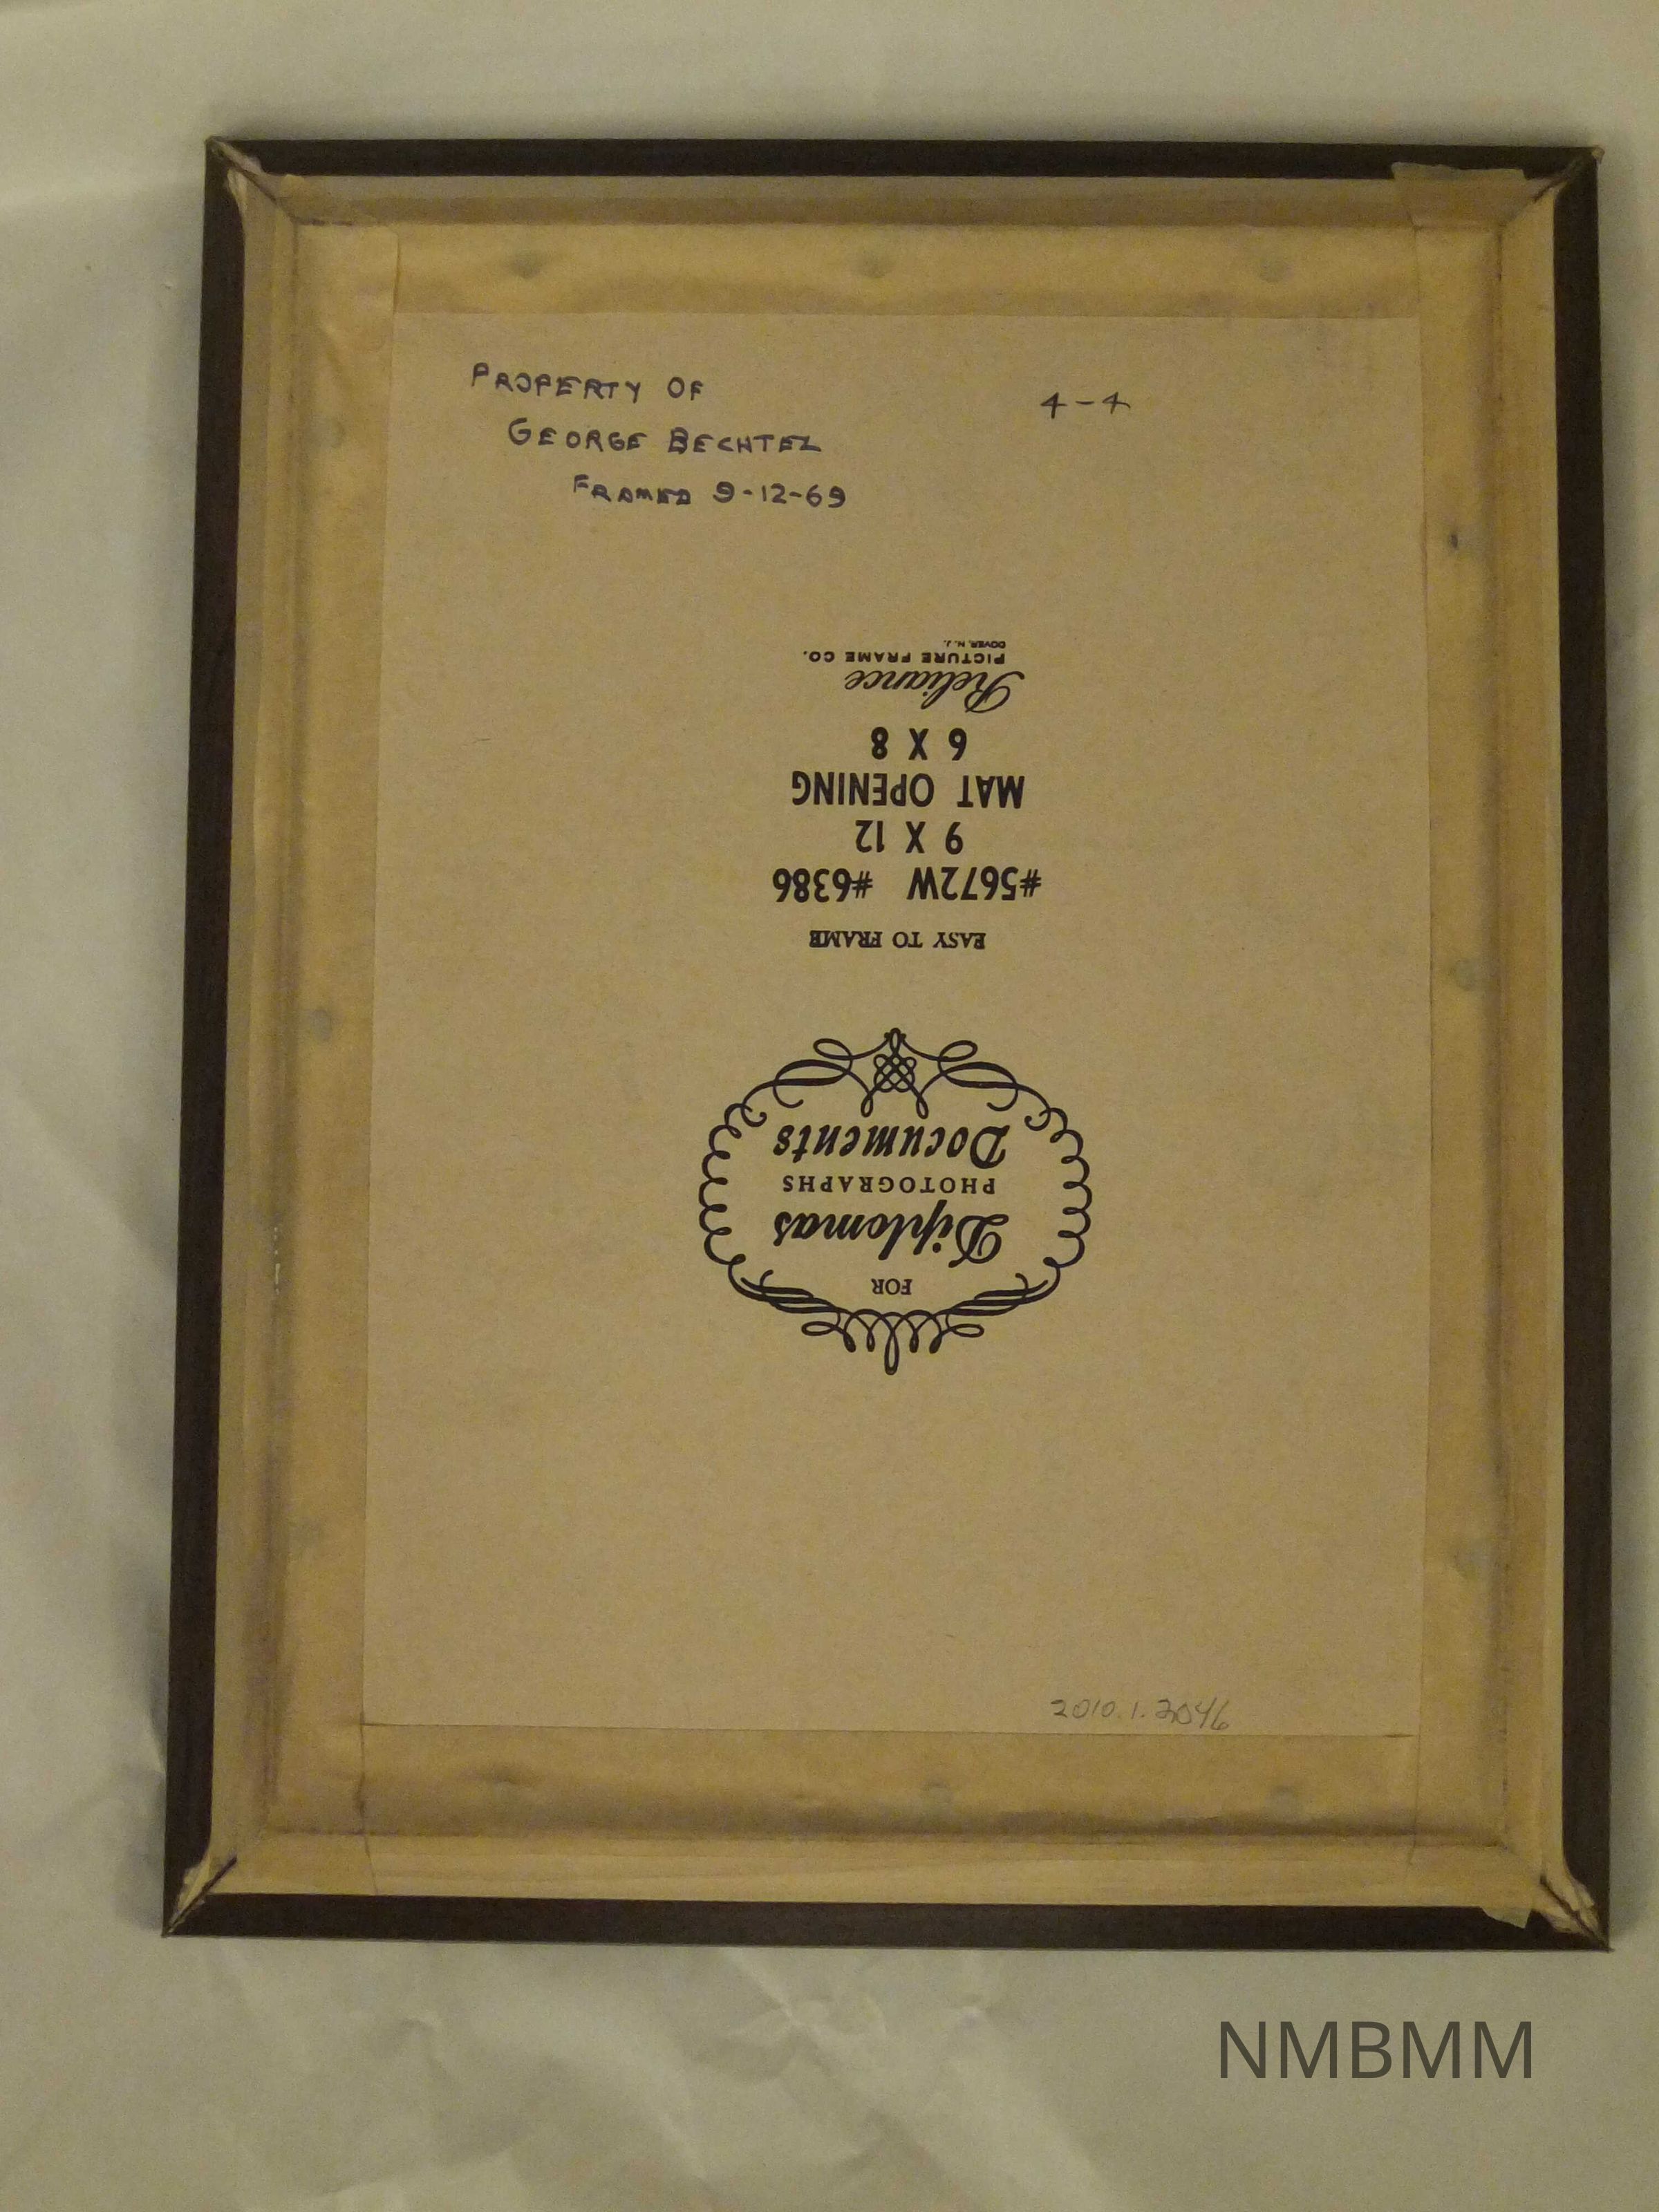 PROPERTY OF
GEORGE BECHTEL
FRAMED 9-12-69
4-4
FOR
Diplomas
PHOTOGRAPHS
Documents
EASY TO FRAME
#5672W #6386
9 X 12
MAT OPENING
6 X 8
Reliance
PICTURE FRAME CO.
DOVER, N. J.
2010.1.3046
NMBMM